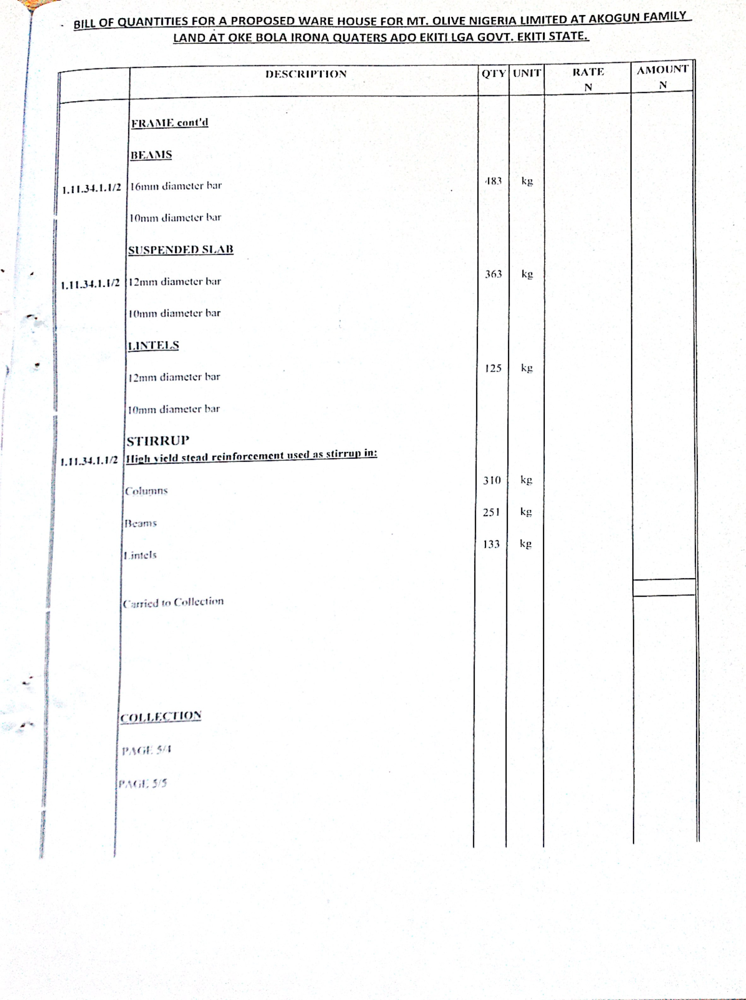 BILL OF QUANTITIES FOR A PROPOSED WARE HOUSE FOR MT. OLIVE NIGERIA LIMITED AT AKOGUN FAMILY
LAND AT OKE BOLA IRONA QUATERS ADO EKITI LGA GOVT. EKITI STATE.
DESCRIPTION QTY UNIT RATE N AMOUNT N
FRAME cont'd
BEAMS
1.11.34.1.1/2 16mm diameter bar 483 kg
10mm diameter bar
SUSPENDED SLAB
1.11.34.1.1/2 12mm diameter bar 363 kg
10mm diameter bar
LINTELS
12mm diameter bar 125 kg
10mm diameter bar
STIRRUP
1.11.34.1.1/2 High yield stead reinforcement used as stirrup in:
Columns 310 kg
Beams 251 kg
Lintels 133 kg
Carried to Collection
COLLECTION
PAGE 5/4
PAGE 5/5